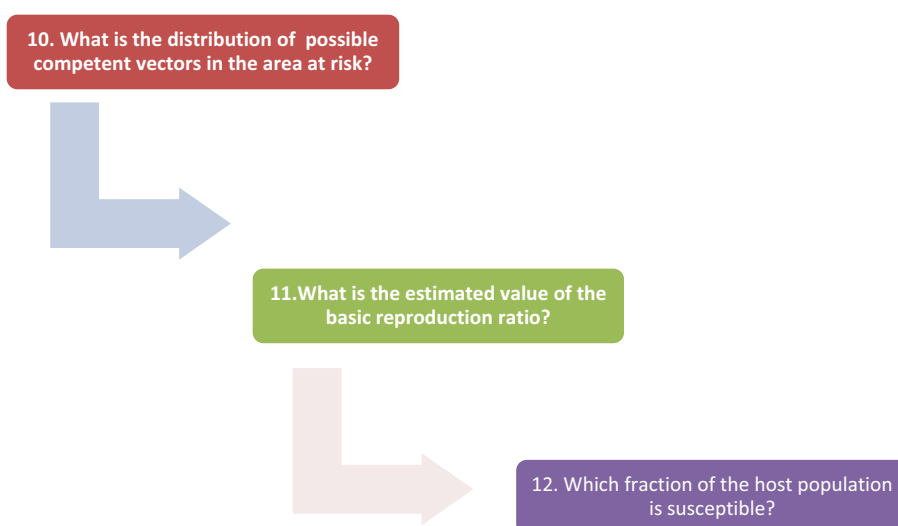 10. What is the distribution of  possible
competent vectors in the area at risk?
11.What is the estimated value of the
basic reproduction ratio?
12. Which fraction of the host population
is susceptible?